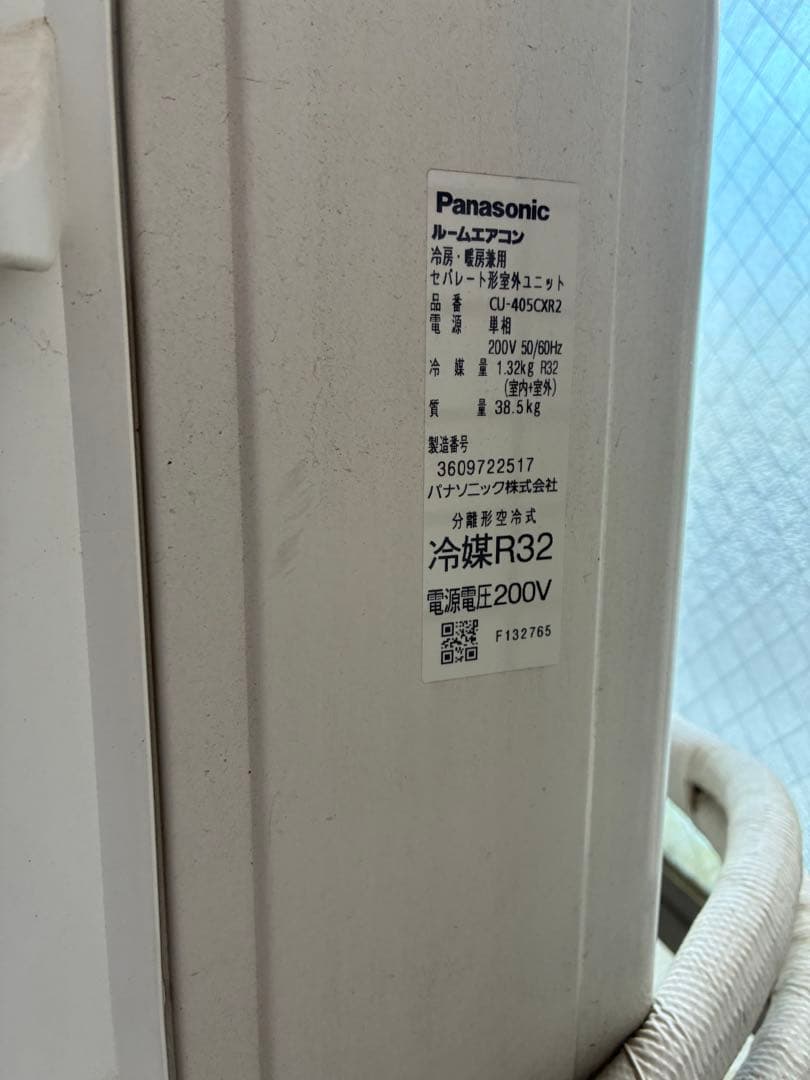 Panasonic
ルームエアコン
冷房・暖房兼用
セパレート形室外ユニット
品番 CU-405CXR2
電源 単相
200V 50/60Hz
冷媒量 1.32kg R32
(室内+室外)
質量 38.5kg
製造番号
3609722517
パナソニック株式会社
分離形空冷式
冷媒R32
電源電圧200V
F132765